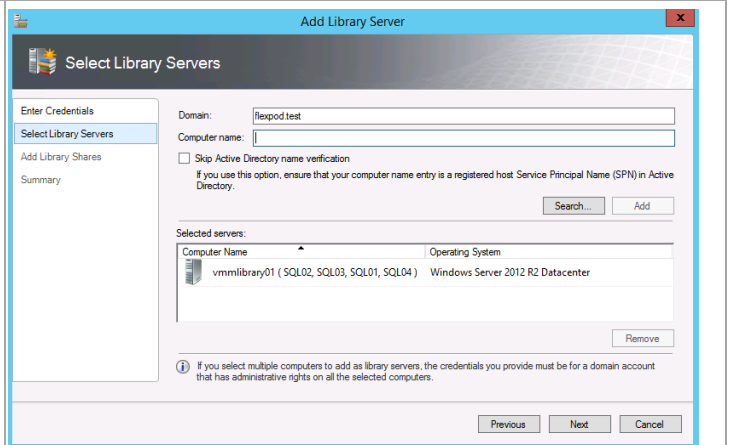 Add Library Server
x
Select Library Servers
Enter Credentials
Select Library Servers
Add Library Shares
Summary
Domain: flexpod.test
Computer name:
Skip Active Directory name verification
If you use this option, ensure that your computer name entry is a registered host Service Principal Name (SPN) in Active
Directory.
Search... Add
Selected servers:
Computer Name Operating System
vmmlibrary01 ( SQL02, SQL03, SQL01, SQL04 ) Windows Server 2012 R2 Datacenter
Remove
If you select multiple computers to add as library servers, the credentials you provide must be for a domain account
that has administrative rights on all the selected computers.
Previous Next Cancel